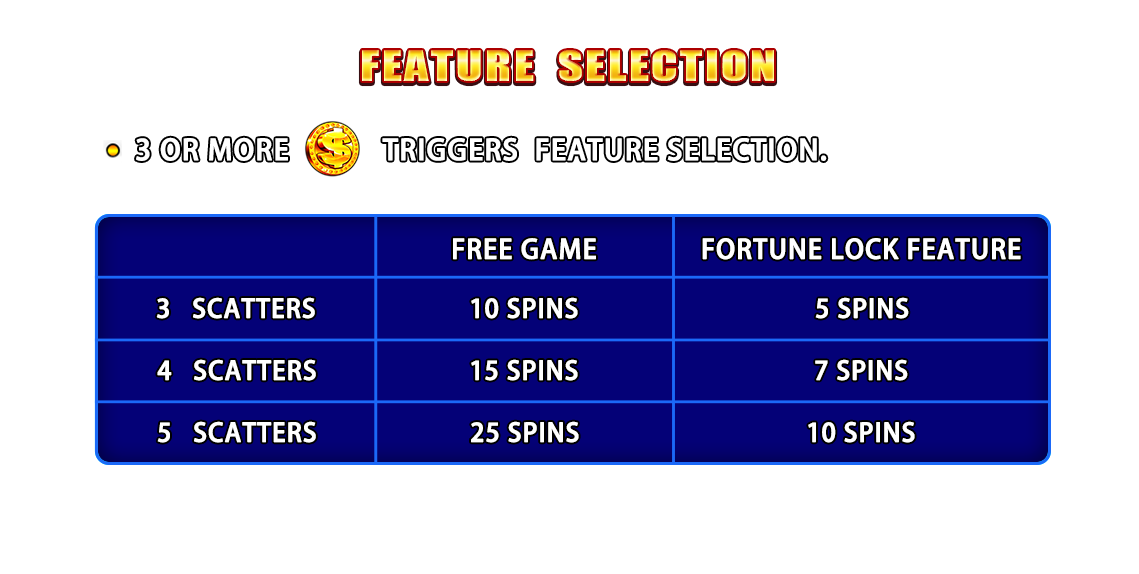 FEATURE SELECTION
3 OR MORE $ TRIGGERS FEATURE SELECTION.
FREE GAME FORTUNE LOCK FEATURE
3 SCATTERS 10 SPINS 5 SPINS
4 SCATTERS 15 SPINS 7 SPINS
5 SCATTERS 25 SPINS 10 SPINS